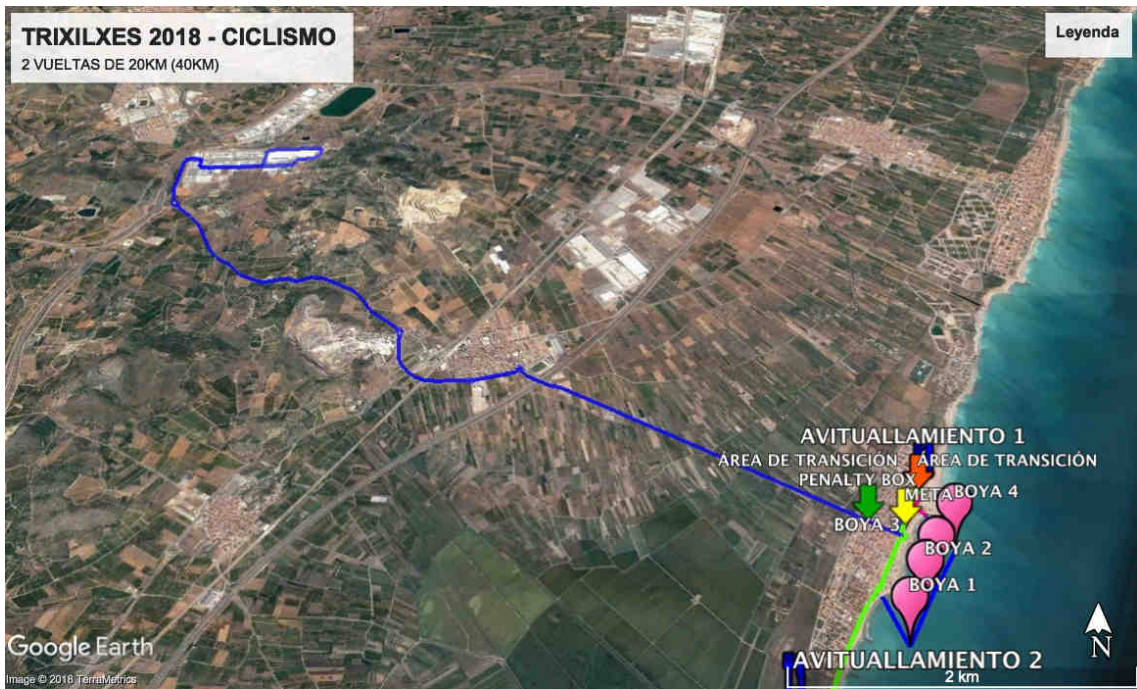 TRIXILXES 2018 - CICLISMO
2 VUELTAS DE 20KM (40KM)
Leyenda
AVITUALLAMIENTO 1
ÁREA DE TRANSICIÓN
ÁREA DE TRANSICIÓN
PENALTY BOX
META
BOYA 4
BOYA 3
BOYA 2
BOYA 1
N
Google Earth
AVITUALLAMIENTO 2
2 km
Image © 2018 TerraMetrics